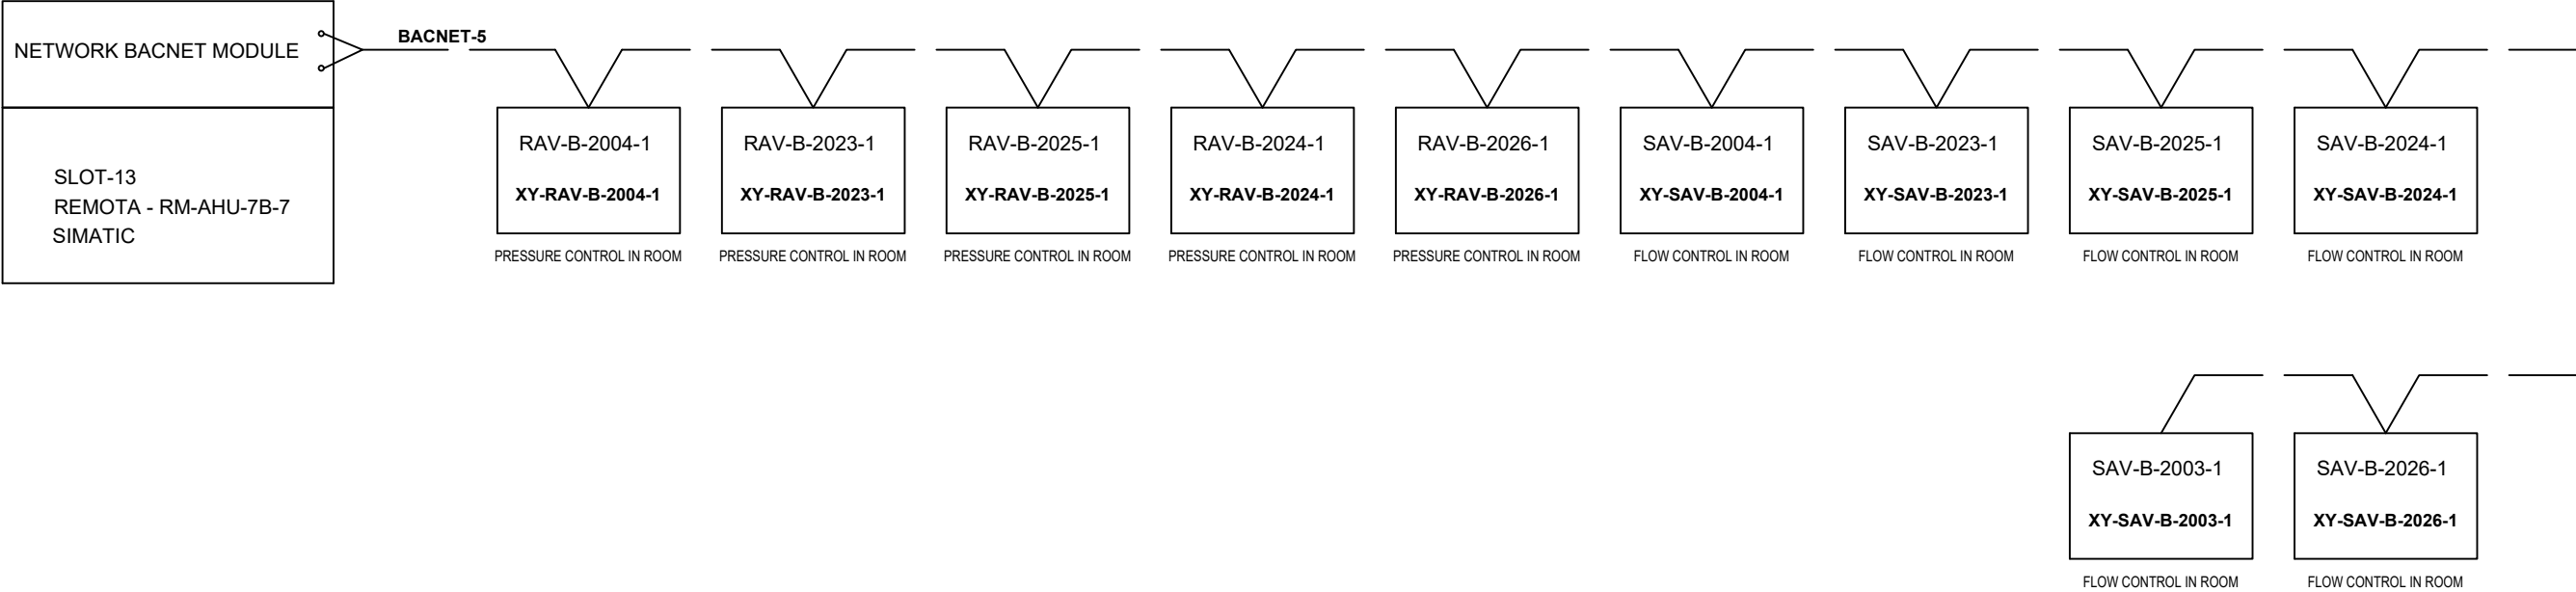 NETWORK BACNET MODULE
BACNET-5
SLOT-13
REMOTA - RM-AHU-7B-7
SIMATIC
RAV-B-2004-1
XY-RAV-B-2004-1
PRESSURE CONTROL IN ROOM
RAV-B-2023-1
XY-RAV-B-2023-1
PRESSURE CONTROL IN ROOM
RAV-B-2025-1
XY-RAV-B-2025-1
PRESSURE CONTROL IN ROOM
RAV-B-2024-1
XY-RAV-B-2024-1
PRESSURE CONTROL IN ROOM
RAV-B-2026-1
XY-RAV-B-2026-1
PRESSURE CONTROL IN ROOM
SAV-B-2004-1
XY-SAV-B-2004-1
FLOW CONTROL IN ROOM
SAV-B-2023-1
XY-SAV-B-2023-1
FLOW CONTROL IN ROOM
SAV-B-2025-1
XY-SAV-B-2025-1
FLOW CONTROL IN ROOM
SAV-B-2024-1
XY-SAV-B-2024-1
FLOW CONTROL IN ROOM
SAV-B-2003-1
XY-SAV-B-2003-1
FLOW CONTROL IN ROOM
SAV-B-2026-1
XY-SAV-B-2026-1
FLOW CONTROL IN ROOM